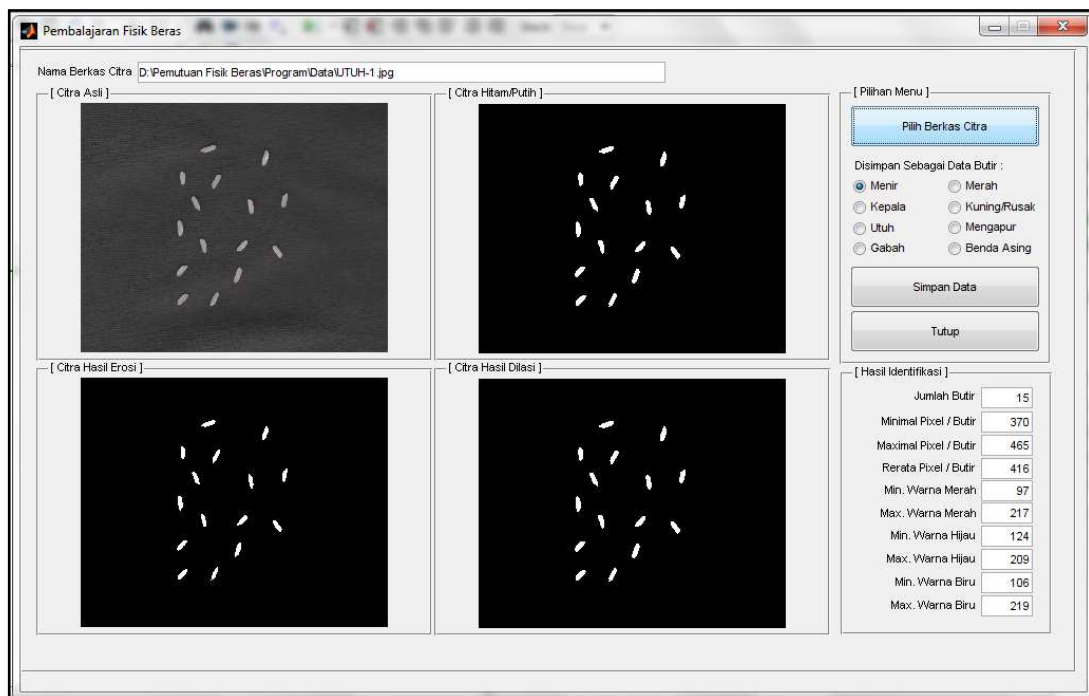 Pembalajaran Fisik Beras
Nama Berkas Citra D:\Pemutuan Fisik Beras\Program\Data\UTUH-1.jpg
[ Citra Asli ]
[ Citra Hitam/Putih ]
[ Citra Hasil Erosi ]
[ Citra Hasil Dilasi ]
[ Pilihan Menu ]
Pilih Berkas Citra
Disimpan Sebagai Data Butir :
Menir Merah
Kepala Kuning/Rusak
Utuh Mengapur
Gabah Benda Asing
Simpan Data
Tutup
[ Hasil Identifikasi ]
Jumlah Butir 15
Minimal Pixel / Butir 370
Maximal Pixel / Butir 465
Rerata Pixel / Butir 416
Min. Warna Merah 97
Max. Warna Merah 217
Min. Warna Hijau 124
Max. Warna Hijau 209
Min. Warna Biru 106
Max. Warna Biru 219